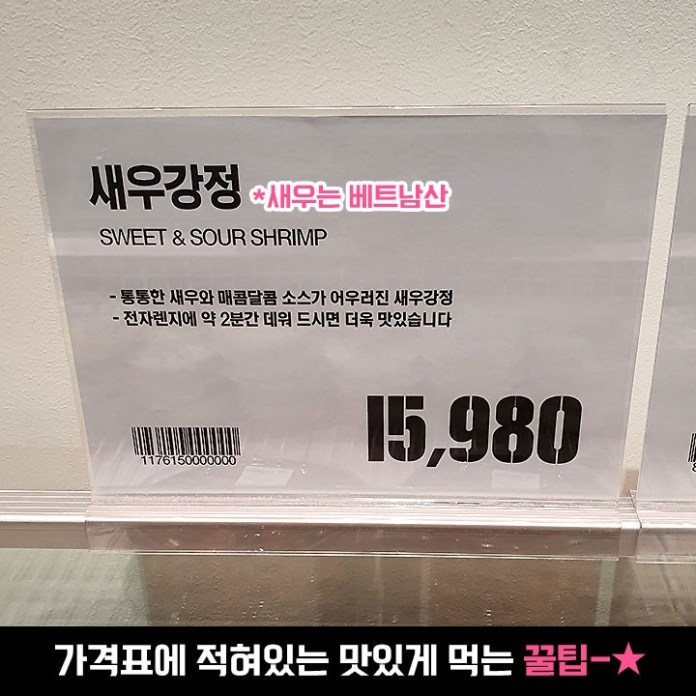 새우강정 *새우는 베트남산
SWEET & SOUR SHRIMP
- 통통한 새우와 매콤달콤 소스가 어우러진 새우강정
- 전자렌지에 약 2분간 데워 드시면 더욱 맛있습니다
15,980
1176150000000
가격표에 적혀있는 맛있게 먹는 꿀팁-★